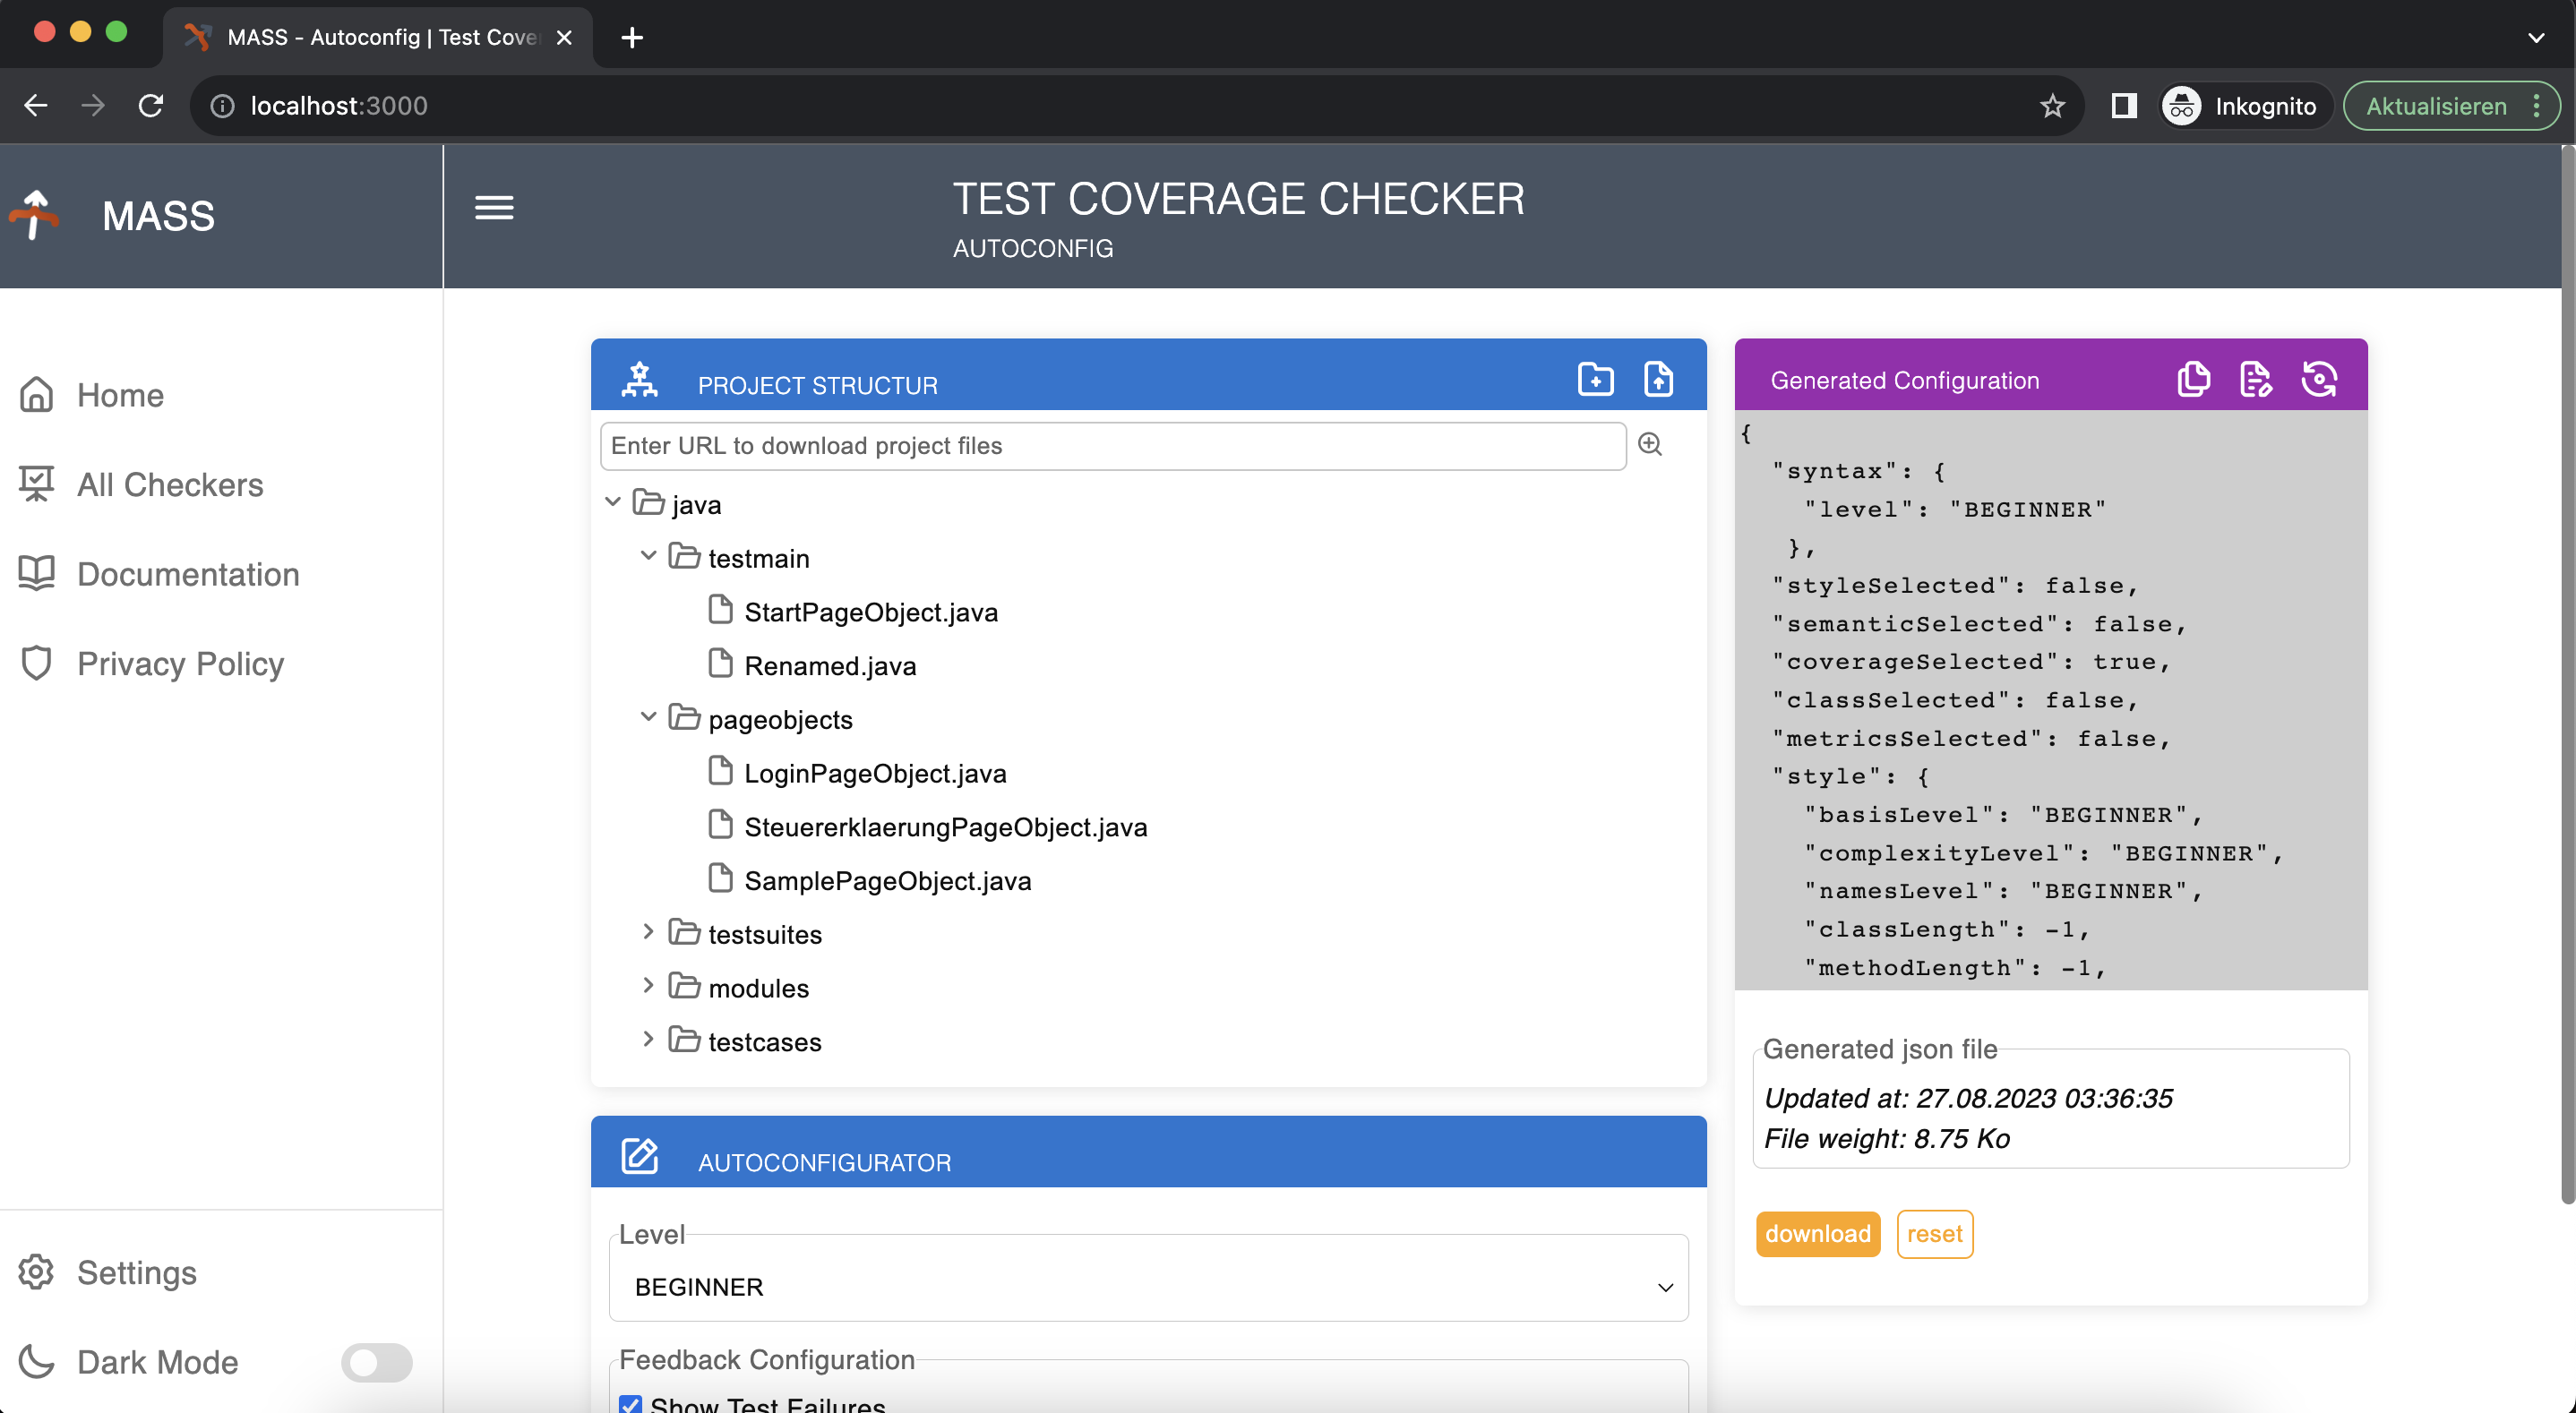 MASS - Autoconfig | Test Cove
localhost:3000
Inkognito
Aktualisieren
MASS
TEST COVERAGE CHECKER
AUTOCONFIG
Home
All Checkers
Documentation
Privacy Policy
Settings
Dark Mode
PROJECT STRUCTUR
Enter URL to download project files
java
testmain
StartPageObject.java
Renamed.java
pageobjects
LoginPageObject.java
SteuererklaerungPageObject.java
SamplePageObject.java
testsuites
modules
testcases
AUTOCONFIGURATOR
Level
BEGINNER
Feedback Configuration
Show Test Failures
Generated Configuration
{
"syntax": {
"level": "BEGINNER"
},
"styleSelected": false,
"semanticSelected": false,
"coverageSelected": true,
"classSelected": false,
"metricsSelected": false,
"style": {
"basisLevel": "BEGINNER",
"complexityLevel": "BEGINNER",
"namesLevel": "BEGINNER",
"classLength": -1,
"methodLength": -1,
Generated json file
Updated at: 27.08.2023 03:36:35
File weight: 8.75 Ko
download
reset